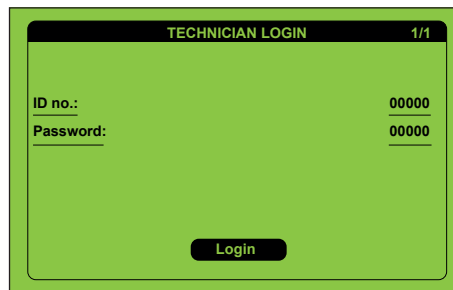 TECHNICIAN LOGIN 1/1
ID no.: 00000
Password: 00000
Login